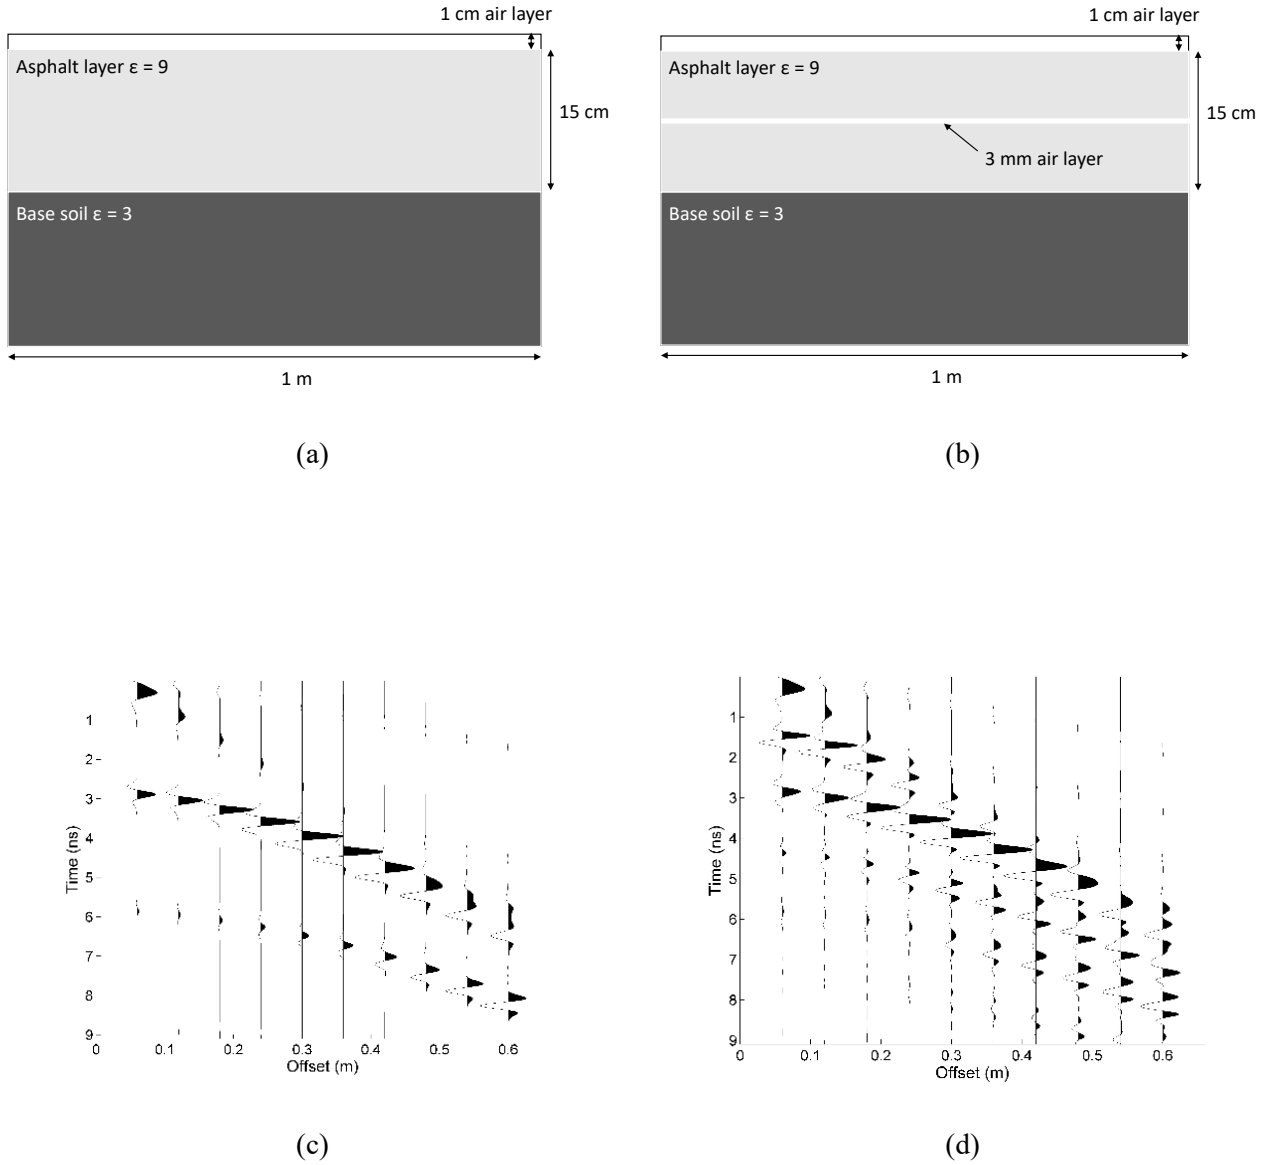 1 cm air layer
Asphalt layer ε = 9
15 cm
Base soil ε = 3
1 m
(a)
1 cm air layer
Asphalt layer ε = 9
15 cm
3 mm air layer
Base soil ε = 3
1 m
(b)
1
2
3
4
5
6
7
8
9
Time (ns)
0 0.1 0.2 0.3 0.4 0.5 0.6
Offset (m)
(c)
1
2
3
4
5
6
7
8
9
Time (ns)
0 0.1 0.2 0.3 0.4 0.5 0.6
Offset (m)
(d)